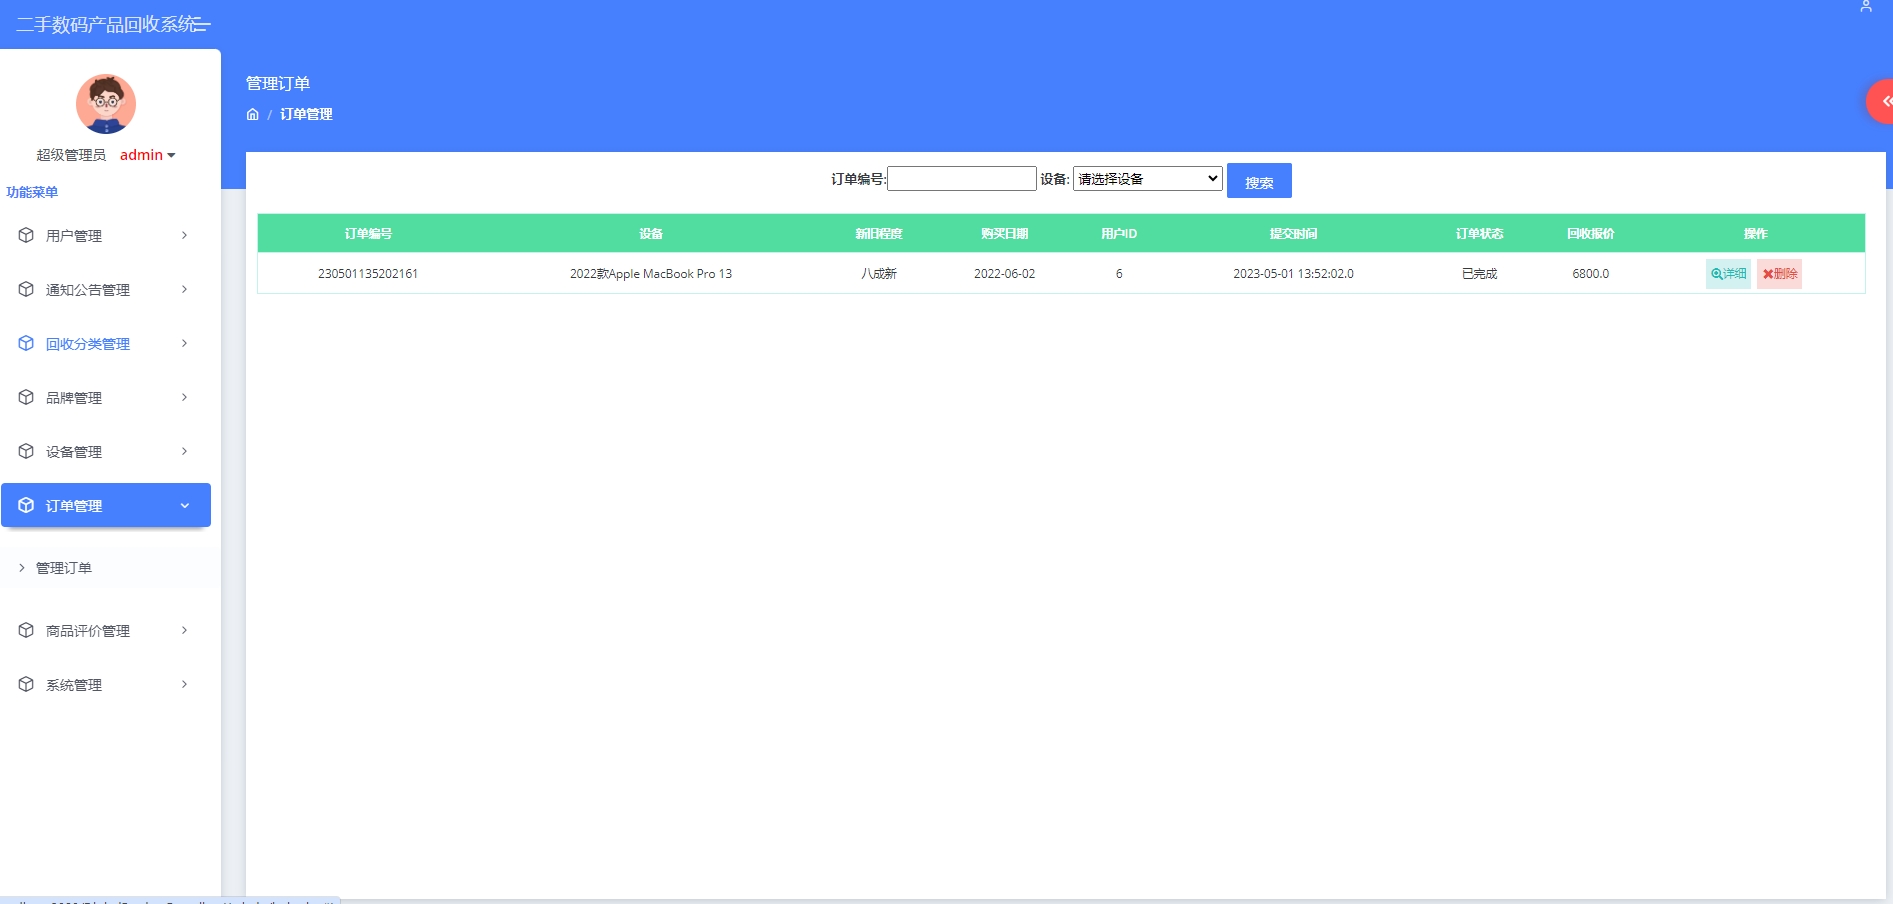 二手数码产品回收系统
超级管理员 admin
功能菜单
用户管理
通知公告管理
回收分类管理
品牌管理
设备管理
订单管理
管理订单
商品评价管理
系统管理
管理订单
/ 订单管理
订单编号: 设备: 请选择设备 搜索
订单编号 设备 新旧程度 购买日期 用户ID 提交时间 订单状态 回收报价 操作
230501135202161 2022款Apple MacBook Pro 13 八成新 2022-06-02 6 2023-05-01 13:52:02.0 已完成 6800.0 详细 删除